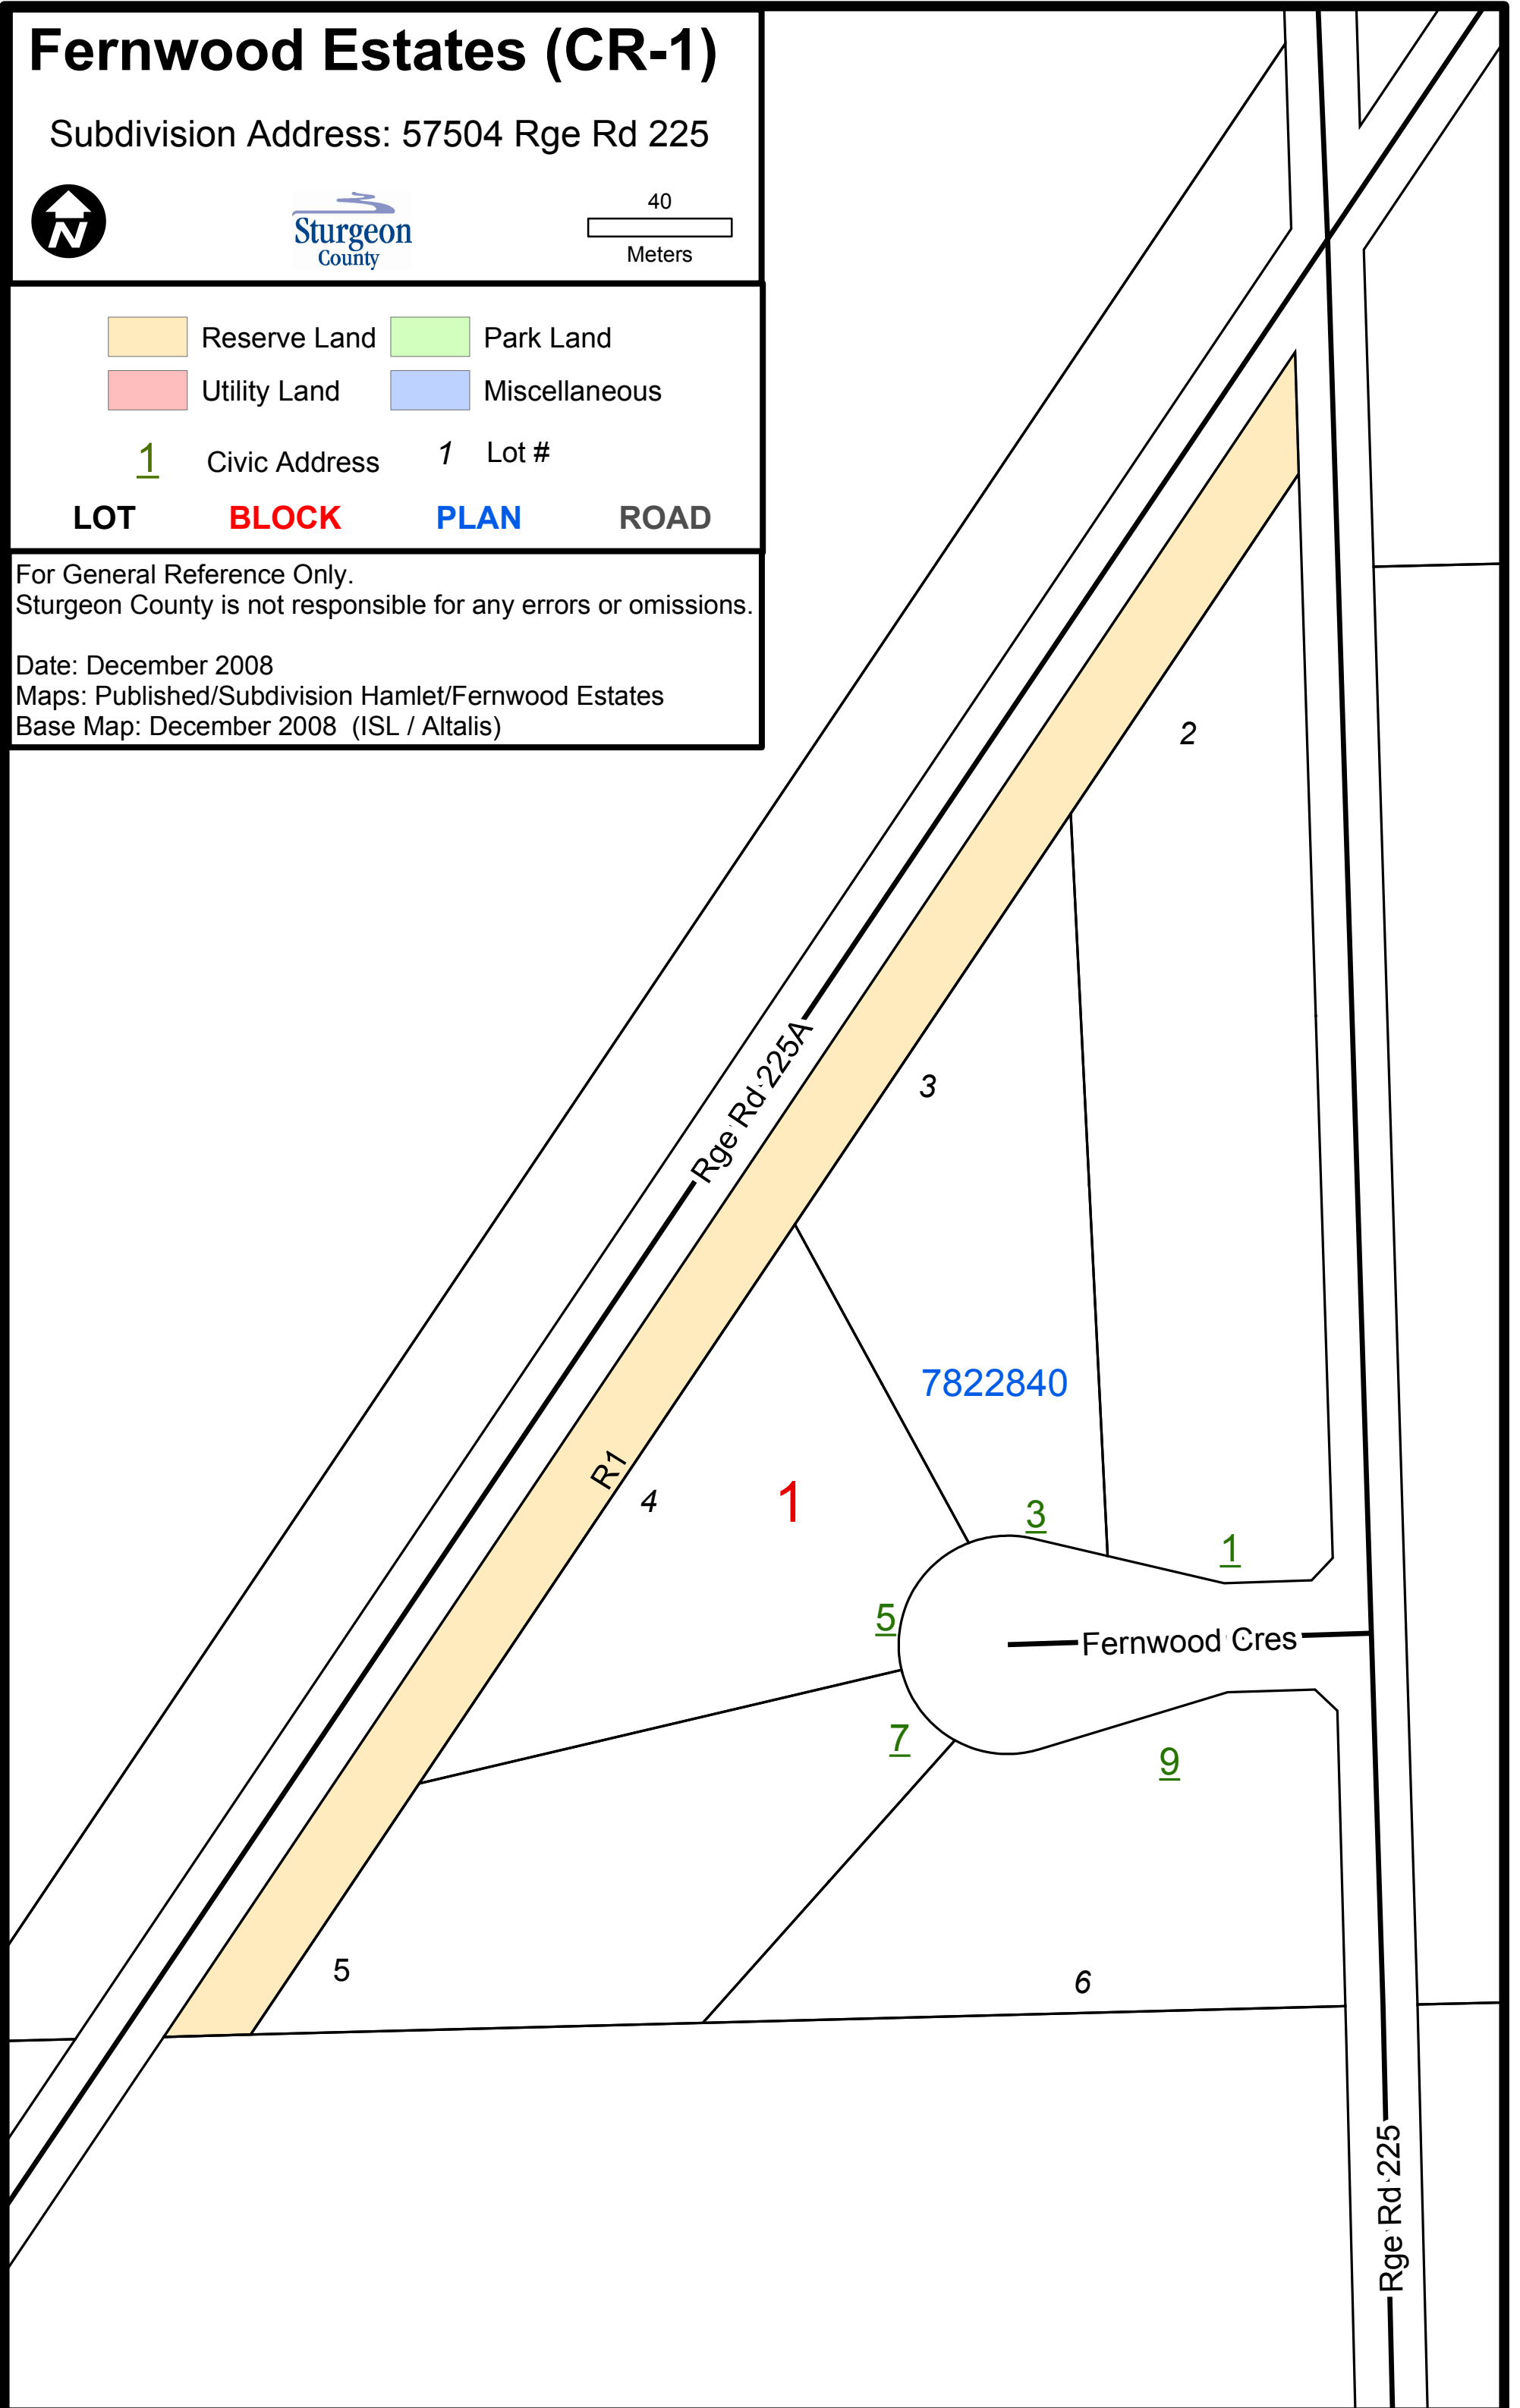 Fernwood Estates (CR-1)
Subdivision Address: 57504 Rge Rd 225
N
Sturgeon
County
40
Meters
Reserve Land
Park Land
Utility Land
Miscellaneous
1 Civic Address
1 Lot #
LOT BLOCK PLAN ROAD
For General Reference Only.
Sturgeon County is not responsible for any errors or omissions.
Date: December 2008
Maps: Published/Subdivision Hamlet/Fernwood Estates
Base Map: December 2008 (ISL / Altalis)
2
Rge Rd 225A
3
7822840
R1
4
1
3
1
5
Fernwood Cres
7
9
5
6
Rge Rd 225